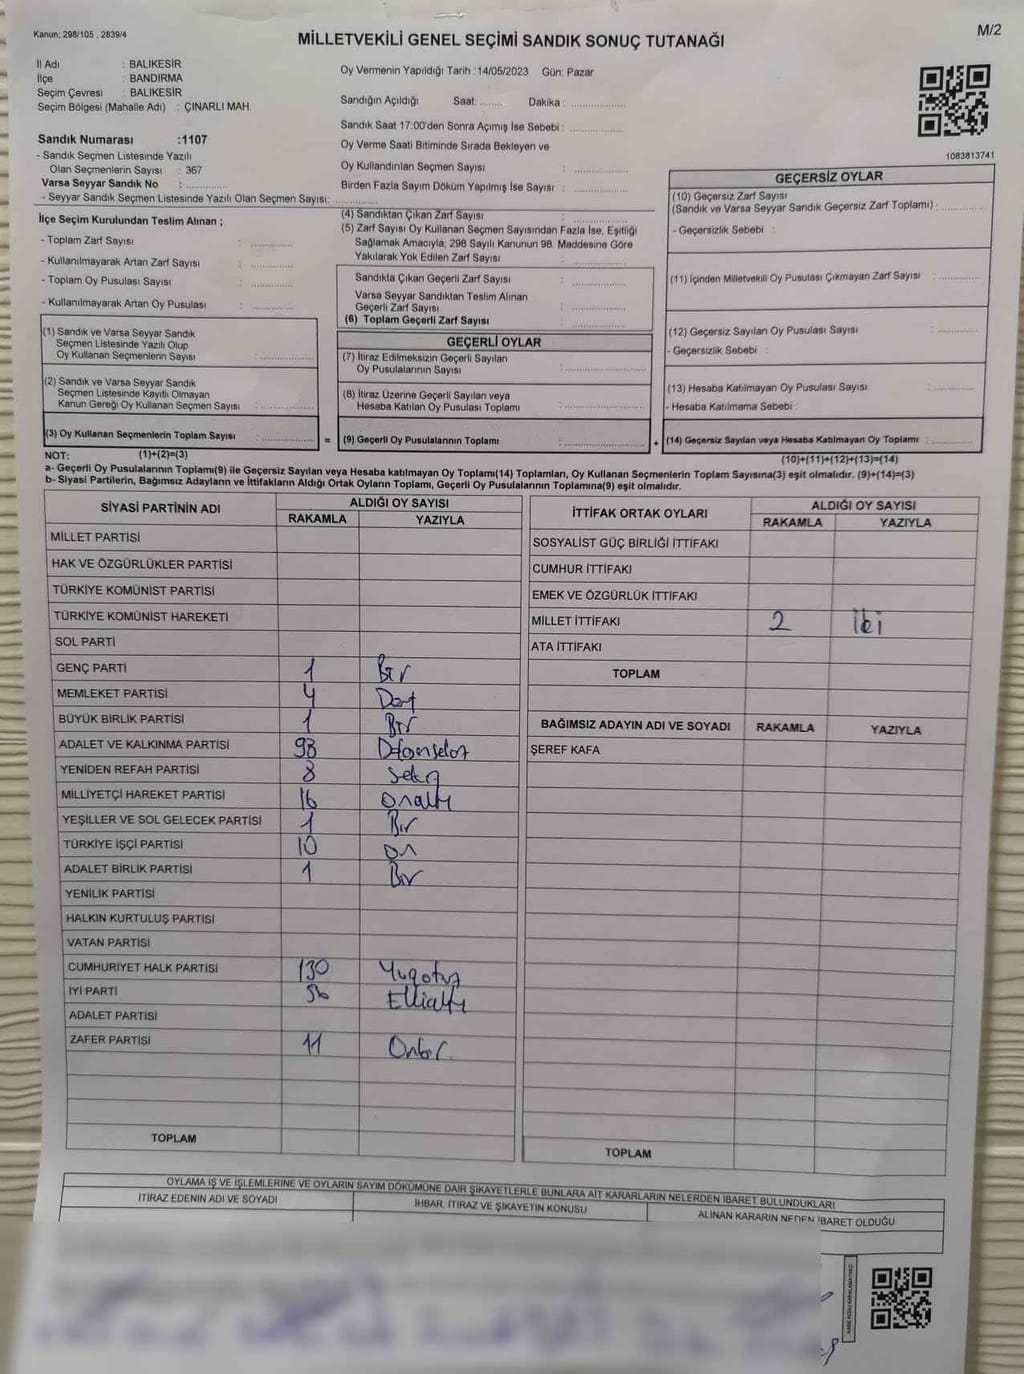 Kanun; 298/105 , 2839/4
M/2
MİLLETVEKİLİ GENEL SEÇİMİ SANDIK SONUÇ TUTANAĞI
İl Adı : BALIKESİR
İlçe : BANDIRMA
Seçim Çevresi : BALIKESİR
Seçim Bölgesi (Mahalle Adı) : ÇINARLI MAH.
Sandık Numarası :1107
- Sandık Seçmen Listesinde Yazılı
Olan Seçmenlerin Sayısı : 367
Varsa Seyyar Sandık No : ............
- Seyyar Sandık Seçmen Listesinde Yazılı Olan Seçmen Sayısı: ............
Oy Vermenin Yapıldığı Tarih :14/05/2023 Gün: Pazar
Sandığın Açıldığı Saat: ....... Dakika : ...............
Sandık Saat 17:00'den Sonra Açımış İse Sebebi : ...............
Oy Verme Saati Bitiminde Sırada Bekleyen ve
Oy Kullandırılan Seçmen Sayısı : ...............
Birden Fazla Sayım Döküm Yapılmış İse Sayısı : ...............
1083813741
İlçe Seçim Kurulundan Teslim Alınan ;
- Toplam Zarf Sayısı : ............
- Kullanılmayarak Artan Zarf Sayısı : ............
- Toplam Oy Pusulası Sayısı : ............
- Kullanılmayarak Artan Oy Pusulası : ............
(1) Sandık ve Varsa Seyyar Sandık
Seçmen Listesinde Yazılı Olup
Oy Kullanan Seçmenlerin Sayısı : ...............
(2) Sandık ve Varsa Seyyar Sandık
Seçmen Listesinde Kayıtlı Olmayan
Kanun Gereği Oy Kullanan Seçmen Sayısı : ...............
(3) Oy Kullanan Seçmenlerin Toplam Sayısı : ...............
(4) Sandıktan Çıkan Zarf Sayısı : ...............
(5) Zarf Sayısı Oy Kullanan Seçmen Sayısından Fazla İse, Eşitliği
Sağlamak Amacıyla, 298 Sayılı Kanunun 98. Maddesine Göre
Yakılarak Yok Edilen Zarf Sayısı : ...............
Sandıkta Çıkan Geçerli Zarf Sayısı : ...............
Varsa Seyyar Sandıktan Teslim Alınan
Geçerli Zarf Sayısı : ...............
(6) Toplam Geçerli Zarf Sayısı : ...............
GEÇERLİ OYLAR
(7) İtiraz Edilmeksizin Geçerli Sayılan
Oy Pusulalarının Sayısı : ...............
(8) İtiraz Üzerine Geçerli Sayılan veya
Hesaba Katılan Oy Pusulası Toplamı : ...............
= (9) Geçerli Oy Pusulalarının Toplamı : ...............
GEÇERSİZ OYLAR
(10) Geçersiz Zarf Sayısı
(Sandık ve Varsa Seyyar Sandık Geçersiz Zarf Toplamı) : ............
- Geçersizlik Sebebi :
(11) İçinden Milletvekili Oy Pusulası Çıkmayan Zarf Sayısı : ............
(12) Geçersiz Sayılan Oy Pusulası Sayısı : ............
- Geçersizlik Sebebi :
(13) Hesaba Katılmayan Oy Pusulası Sayısı : ............
- Hesaba Katılmama Sebebi :
+ (14) Geçersiz Sayılan veya Hesaba Katılmayan Oy Toplamı : ............
NOT: (1)+(2)=(3) (10)+(11)+(12)+(13)=(14)
a- Geçerli Oy Pusulalarının Toplamı(9) ile Geçersiz Sayılan veya Hesaba katılmayan Oy Toplamı(14) Toplamları, Oy Kullanan Seçmenlerin Toplam Sayısına(3) eşit olmalıdır. (9)+(14)=(3)
b- Siyasi Partilerin, Bağımsız Adayların ve İttifakların Aldığı Ortak Oyların Toplamı, Geçerli Oy Pusulalarının Toplamına(9) eşit olmalıdır.
SİYASİ PARTİNİN ADI ALDIĞI OY SAYISI
RAKAMLA YAZIYLA
MİLLET PARTİSİ
HAK VE ÖZGÜRLÜKLER PARTİSİ
TÜRKİYE KOMÜNİST PARTİSİ
TÜRKİYE KOMÜNİST HAREKETİ
SOL PARTİ
GENÇ PARTİ 1 Bir
MEMLEKET PARTİSİ 4 Dört
BÜYÜK BİRLİK PARTİSİ 1 Bir
ADALET VE KALKINMA PARTİSİ 98
YENİDEN REFAH PARTİSİ 8 Sekiz
MİLLİYETÇİ HAREKET PARTİSİ 16 Onaltı
YEŞİLLER VE SOL GELECEK PARTİSİ 1 Bir
TÜRKİYE İŞÇİ PARTİSİ 10 On
ADALET BİRLİK PARTİSİ 1 Bir
YENİLİK PARTİSİ
HALKIN KURTULUŞ PARTİSİ
VATAN PARTİSİ
CUMHURİYET HALK PARTİSİ 130 Yüzotuz
İYİ PARTİ 56 Ellialtı
ADALET PARTİSİ
ZAFER PARTİSİ 11 Onbir
TOPLAM
İTTİFAK ORTAK OYLARI ALDIĞI OY SAYISI
RAKAMLA YAZIYLA
SOSYALİST GÜÇ BİRLİĞİ İTTİFAKI
CUMHUR İTTİFAKI
EMEK VE ÖZGÜRLÜK İTTİFAKI
MİLLET İTTİFAKI 2 İki
ATA İTTİFAKI
TOPLAM
BAĞIMSIZ ADAYIN ADI VE SOYADI RAKAMLA YAZIYLA
ŞEREF KAFA
TOPLAM
OYLAMA İŞ VE İŞLEMLERİNE VE OYLARIN SAYIM DÖKÜMÜNE DAİR ŞİKAYETLERLE BUNLARA AİT KARARLARIN NELERDEN İBARET BULUNDUKLARI
İTİRAZ EDENİN ADI VE SOYADI İHBAR, İTİRAZ VE ŞİKAYETİN KONUSU ALINAN KARARIN NEDEN İBARET OLDUĞU